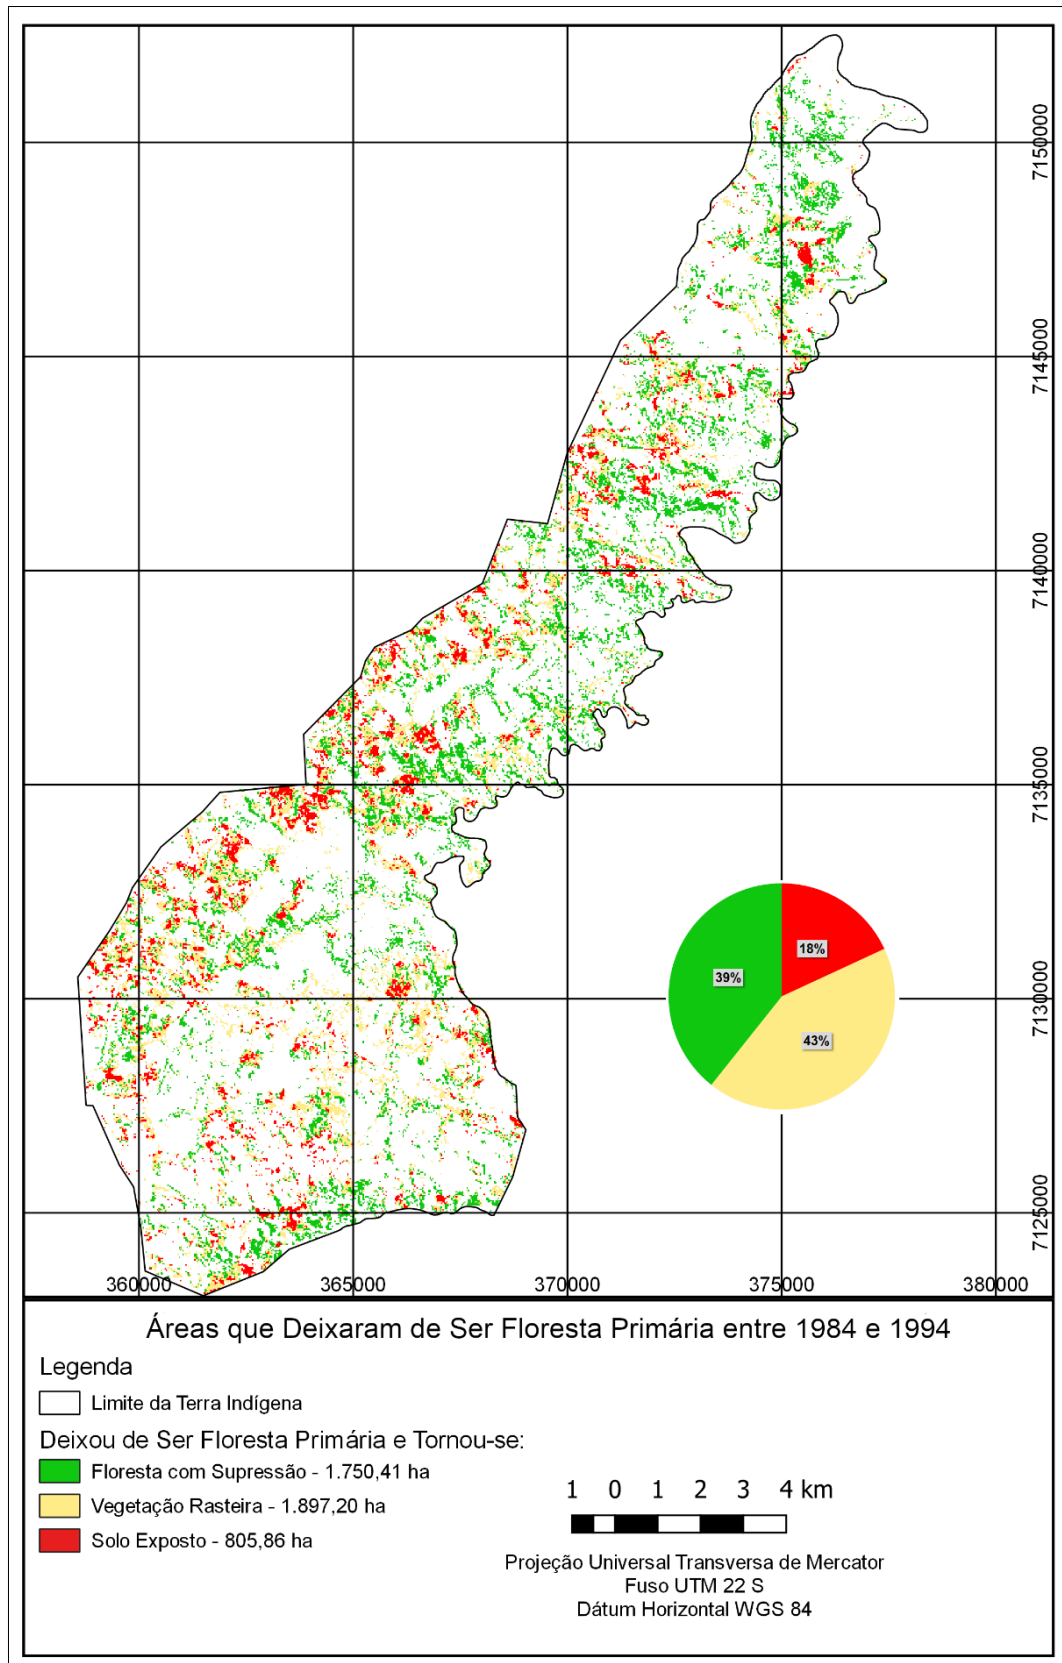 7150000
7145000
7140000
7135000
7130000
7125000
18%
39%
43%
360000 365000 370000 375000 380000
Áreas que Deixaram de Ser Floresta Primária entre 1984 e 1994
Legenda
Limite da Terra Indígena
Deixou de Ser Floresta Primária e Tornou-se:
Floresta com Supressão - 1.750,41 ha
Vegetação Rasteira - 1.897,20 ha
Solo Exposto - 805,86 ha
1 0 1 2 3 4 km
Projeção Universal Transversa de Mercator
Fuso UTM 22 S
Dátum Horizontal WGS 84